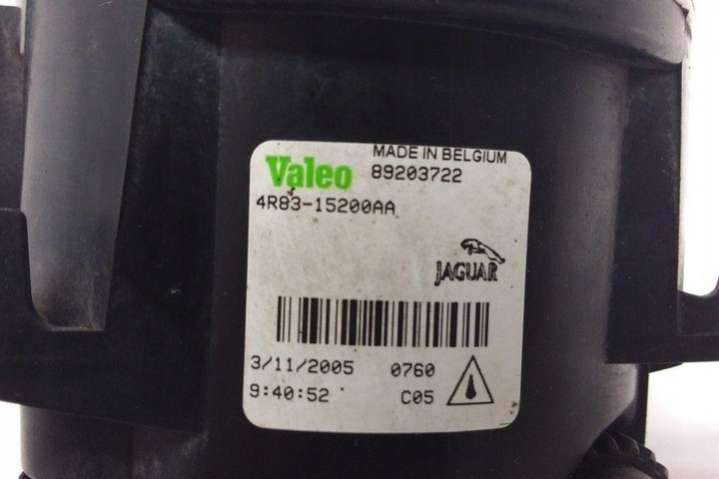 Valeo MADE IN BELGIUM
89203722
4R83-15200AA
JAGUAR
3/11/2005 0760
9:40:52 C05